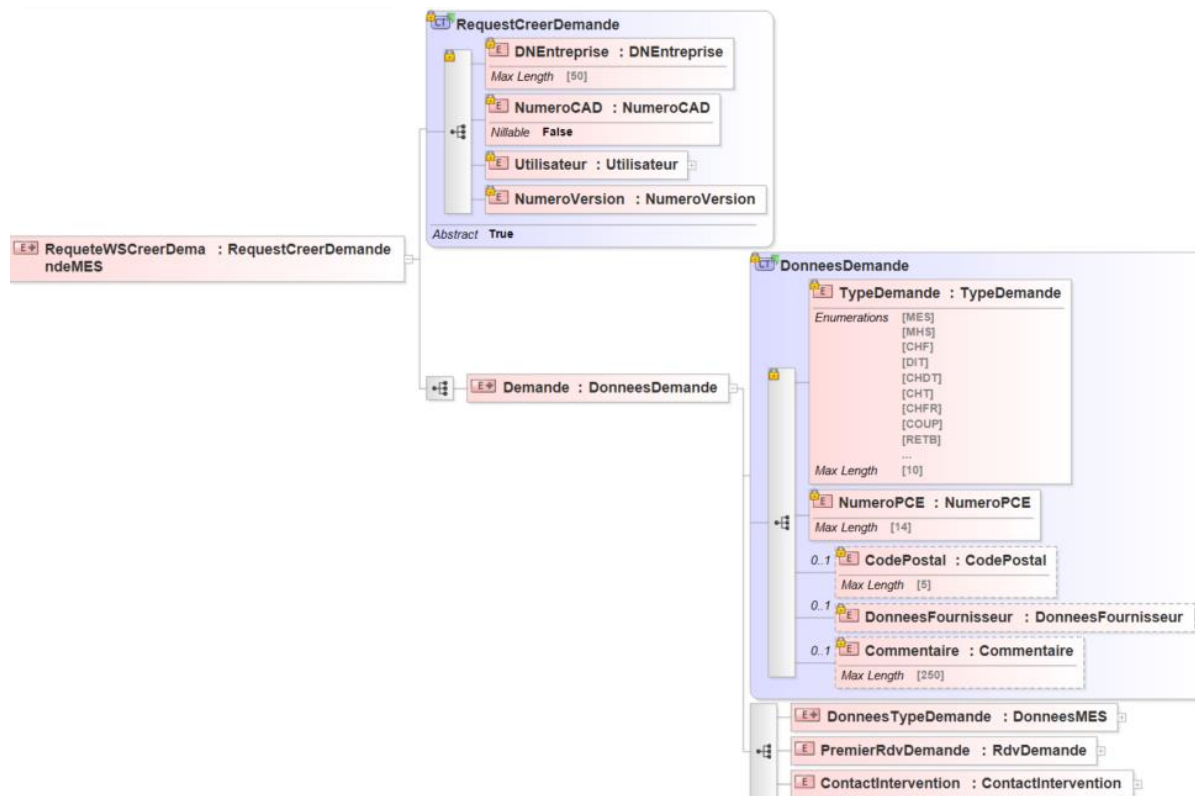 RequestCreerDemande
DNEntreprise : DNEntreprise
Max Length [50]
NumeroCAD : NumeroCAD
Nillable False
Utilisateur : Utilisateur
NumeroVersion : NumeroVersion
Abstract True
RequeteWSCreerDema : RequestCreerDemande
ndeMES
DonneesDemande
TypeDemande : TypeDemande
Enumerations [MES]
[MHS]
[CHF]
[DIT]
[CHDT]
[CHT]
[CHFR]
[COUP]
[RETB]
...
Max Length [10]
Demande : DonneesDemande
NumeroPCE : NumeroPCE
Max Length [14]
0..1 CodePostal : CodePostal
Max Length [5]
0..1 DonneesFournisseur : DonneesFournisseur
0..1 Commentaire : Commentaire
Max Length [250]
DonneesTypeDemande : DonneesMES
PremierRdvDemande : RdvDemande
ContactIntervention : ContactIntervention